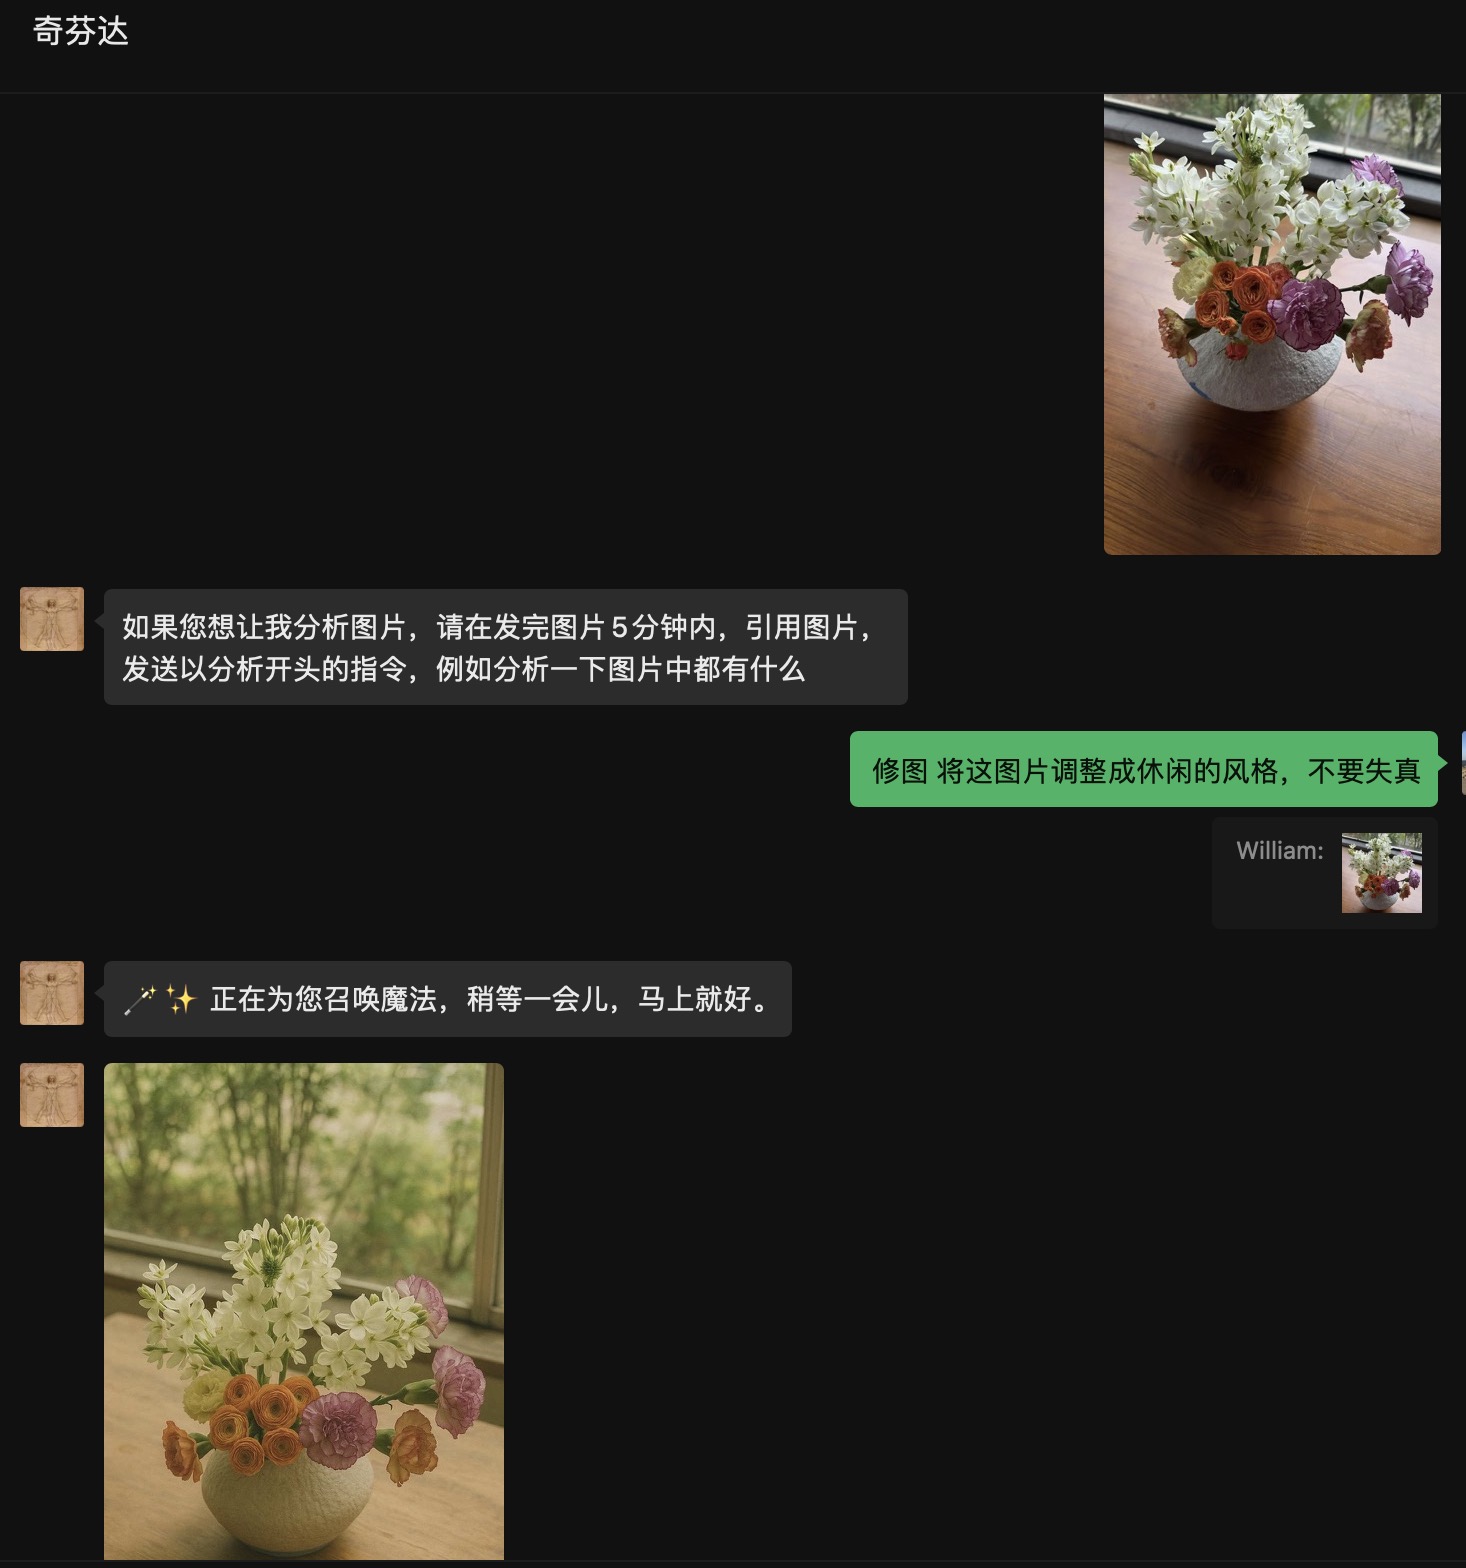 奇芬达
如果您想让我分析图片，请在发完图片5分钟内，引用图片，
发送以分析开头的指令，例如分析一下图片中都有什么
修图 将这图片调整成休闲的风格，不要失真
William:
正在为您召唤魔法，稍等一会儿，马上就好。